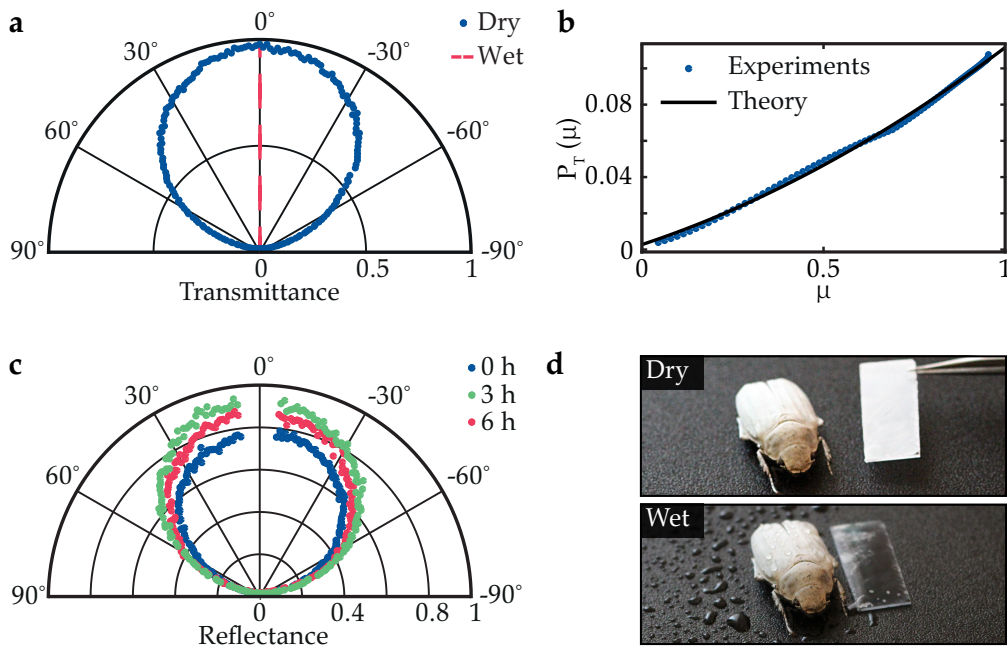 a
0°
30°
-30°
60°
-60°
90°
-90°
0
0.5
1
Transmittance
Dry
Wet
b
P_T (μ)
0.08
0.04
0
0
0.5
1
μ
Experiments
Theory
c
0°
30°
-30°
60°
-60°
90°
-90°
0
0.4
1
Reflectance
0 h
3 h
6 h
d
Dry
Wet